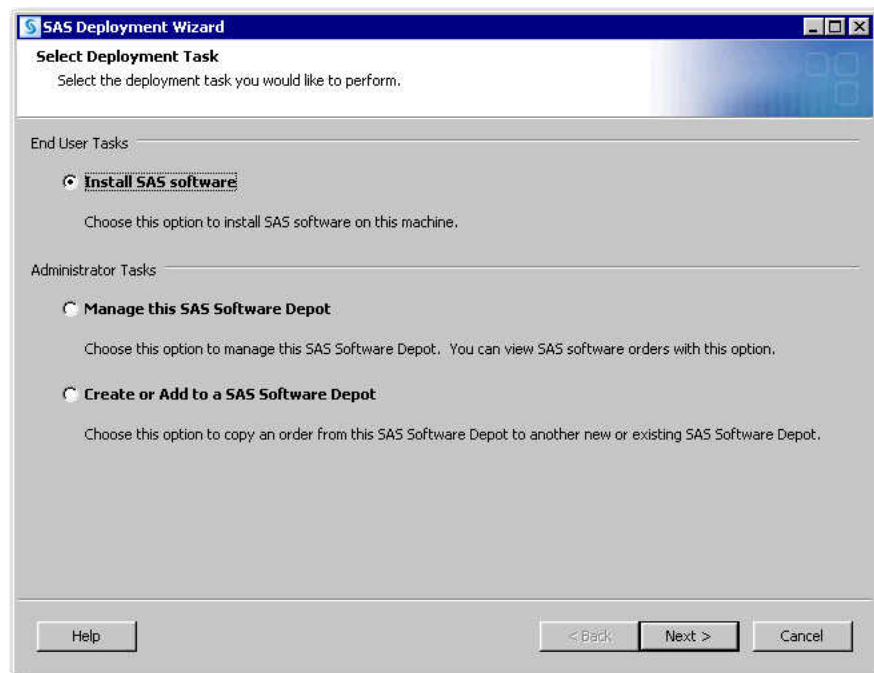 SAS Deployment Wizard
Select Deployment Task
Select the deployment task you would like to perform.
End User Tasks
Install SAS software
Choose this option to install SAS software on this machine.
Administrator Tasks
Manage this SAS Software Depot
Choose this option to manage this SAS Software Depot.  You can view SAS software orders with this option.
Create or Add to a SAS Software Depot
Choose this option to copy an order from this SAS Software Depot to another new or existing SAS Software Depot.
Help
< Back
Next >
Cancel